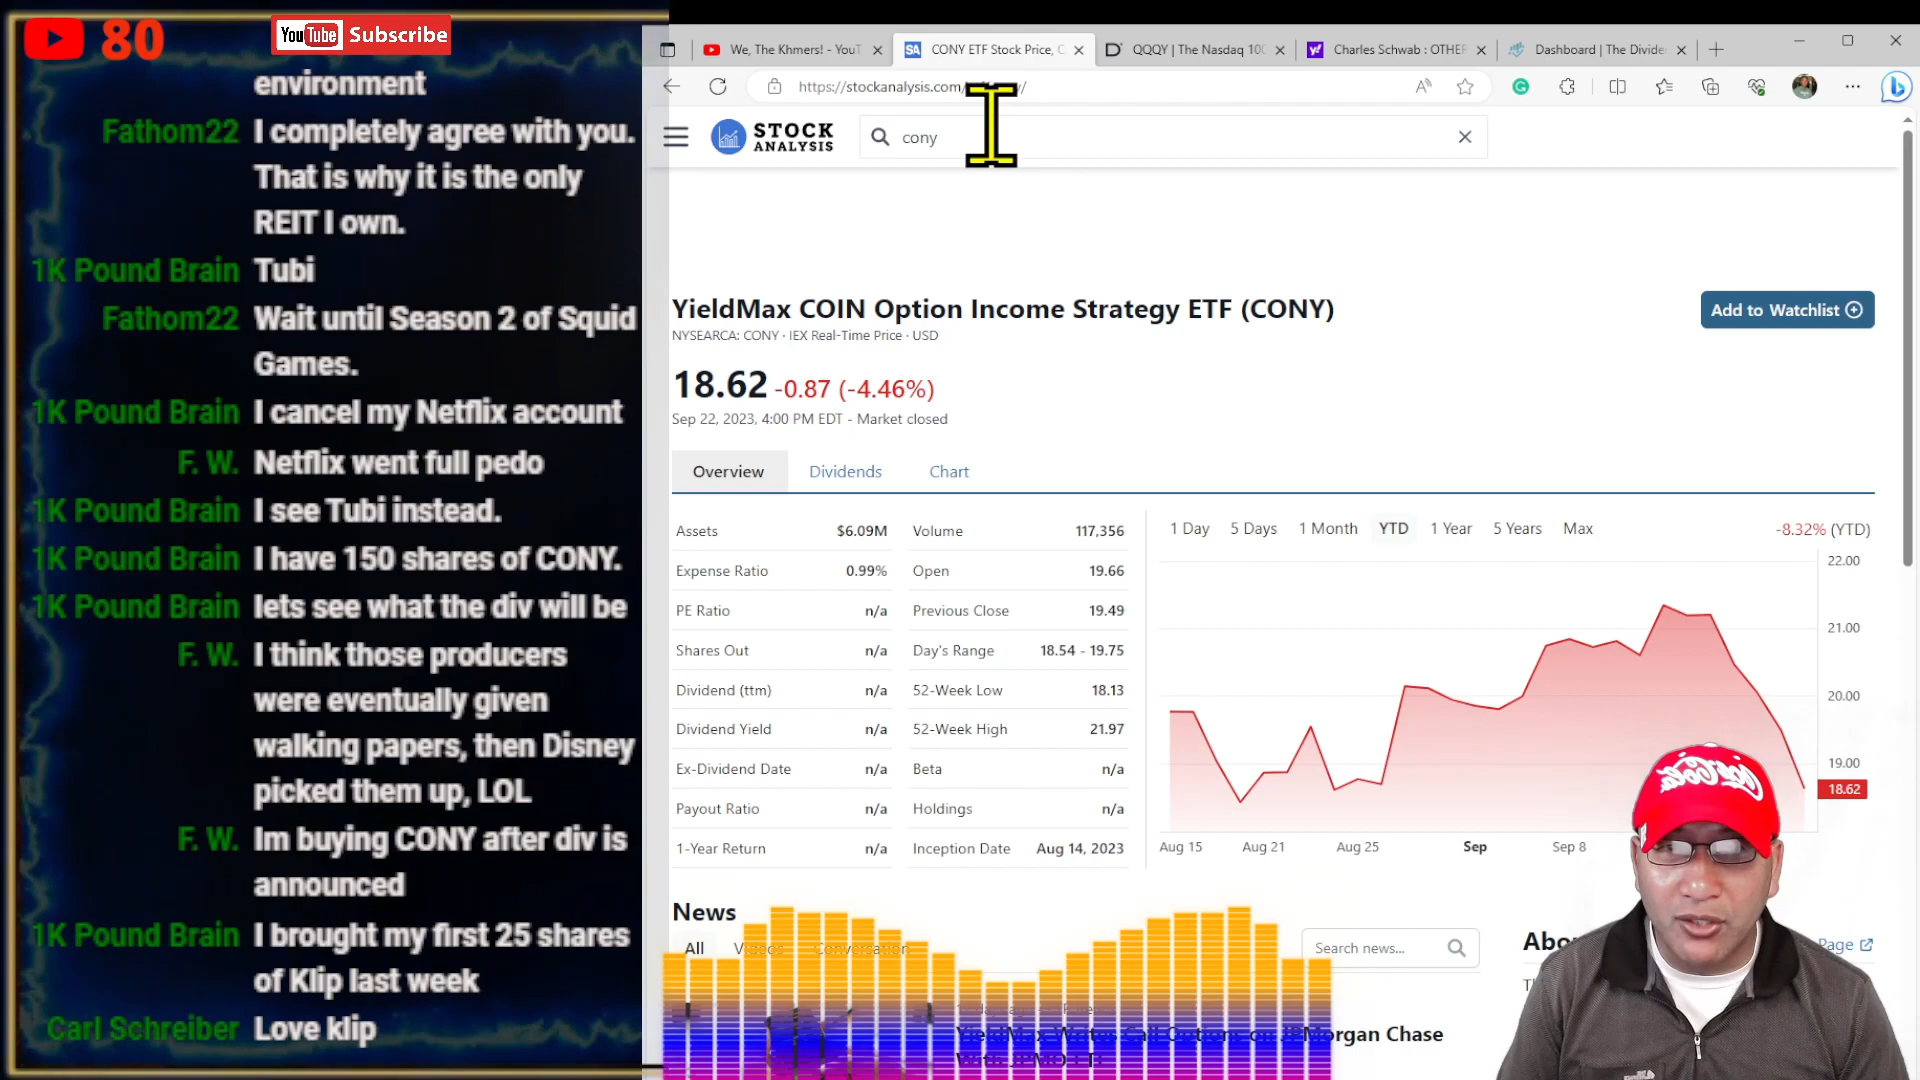 80
YouTube Subscribe
environment
Fathom22 I completely agree with you.
That is why it is the only
REIT I own.
1K Pound Brain Tubi
Fathom22 Wait until Season 2 of Squid
Games.
1K Pound Brain I cancel my Netflix account
F. W. Netflix went full pedo
1K Pound Brain I see Tubi instead.
1K Pound Brain I have 150 shares of CONY.
1K Pound Brain lets see what the div will be
F. W. I think those producers
were eventually given
walking papers, then Disney
picked them up, LOL
F. W. Im buying CONY after div is
announced
1K Pound Brain I brought my first 25 shares
of Klip last week
Carl Schreiber Love klip
We, The Khmers! - YouT
SA CONY ETF Stock Price, C
QQQY | The Nasdaq 100
Charles Schwab : OTHER
Dashboard | The Divide
https://stockanalysis.com/
STOCK
ANALYSIS
cony
YieldMax COIN Option Income Strategy ETF (CONY)
Add to Watchlist
NYSEARCA: CONY · IEX Real-Time Price · USD
18.62 -0.87 (-4.46%)
Sep 22, 2023, 4:00 PM EDT - Market closed
Overview Dividends Chart
Assets $6.09M
Expense Ratio 0.99%
PE Ratio n/a
Shares Out n/a
Dividend (ttm) n/a
Dividend Yield n/a
Ex-Dividend Date n/a
Payout Ratio n/a
1-Year Return n/a
Volume 117,356
Open 19.66
Previous Close 19.49
Day's Range 18.54 - 19.75
52-Week Low 18.13
52-Week High 21.97
Beta n/a
Holdings n/a
Inception Date Aug 14, 2023
1 Day 5 Days 1 Month YTD 1 Year 5 Years Max
-8.32% (YTD)
22.00
21.00
20.00
19.00
18.62
Aug 15 Aug 21 Aug 25 Sep Sep 8
Coca-Cola
News
All Videos Conversation
Search news...
Page
YieldMax Writes Call Options on JPMorgan Chase